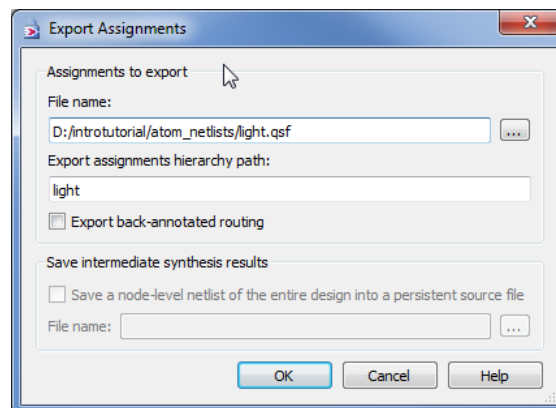 Export Assignments
Assignments to export
File name:
D:/introtutorial/atom_netlists/light.qsf
...
Export assignments hierarchy path:
light
Export back-annotated routing
Save intermediate synthesis results
Save a node-level netlist of the entire design into a persistent source file
File name:
...
OK Cancel Help